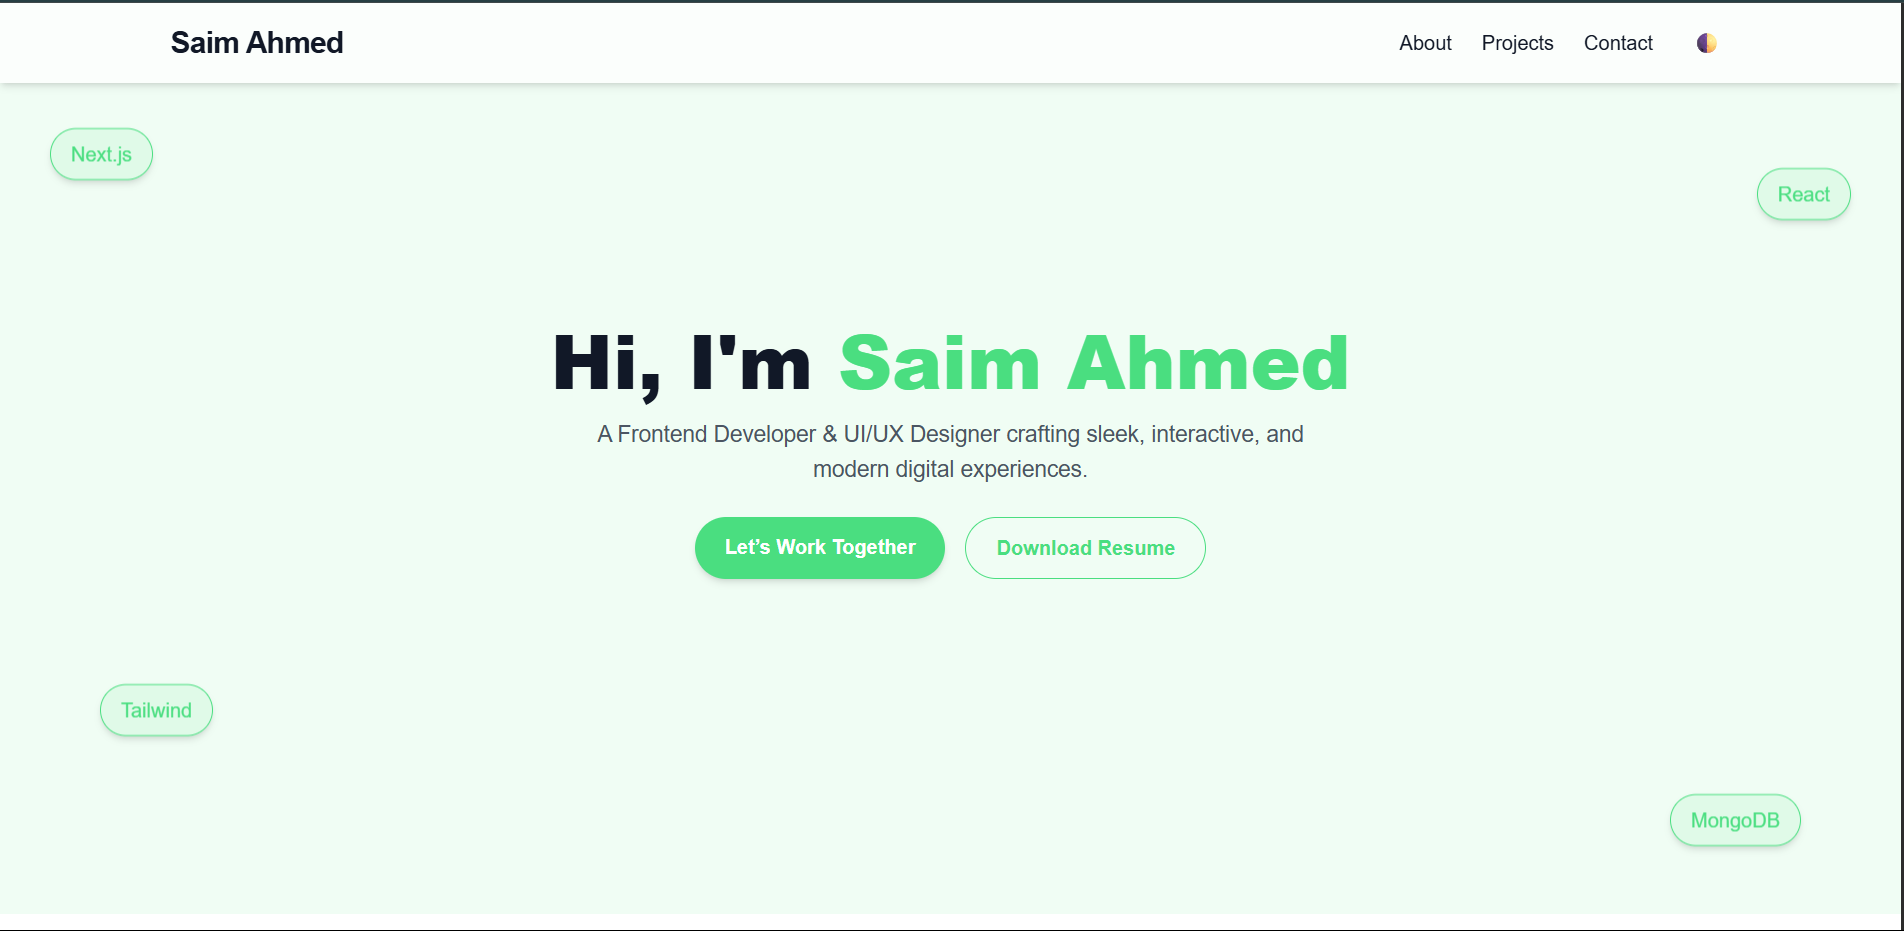 Saim Ahmed
About Projects Contact
Next.js
React
Hi, I'm Saim Ahmed
A Frontend Developer & UI/UX Designer crafting sleek, interactive, and
modern digital experiences.
Let’s Work Together
Download Resume
Tailwind
MongoDB